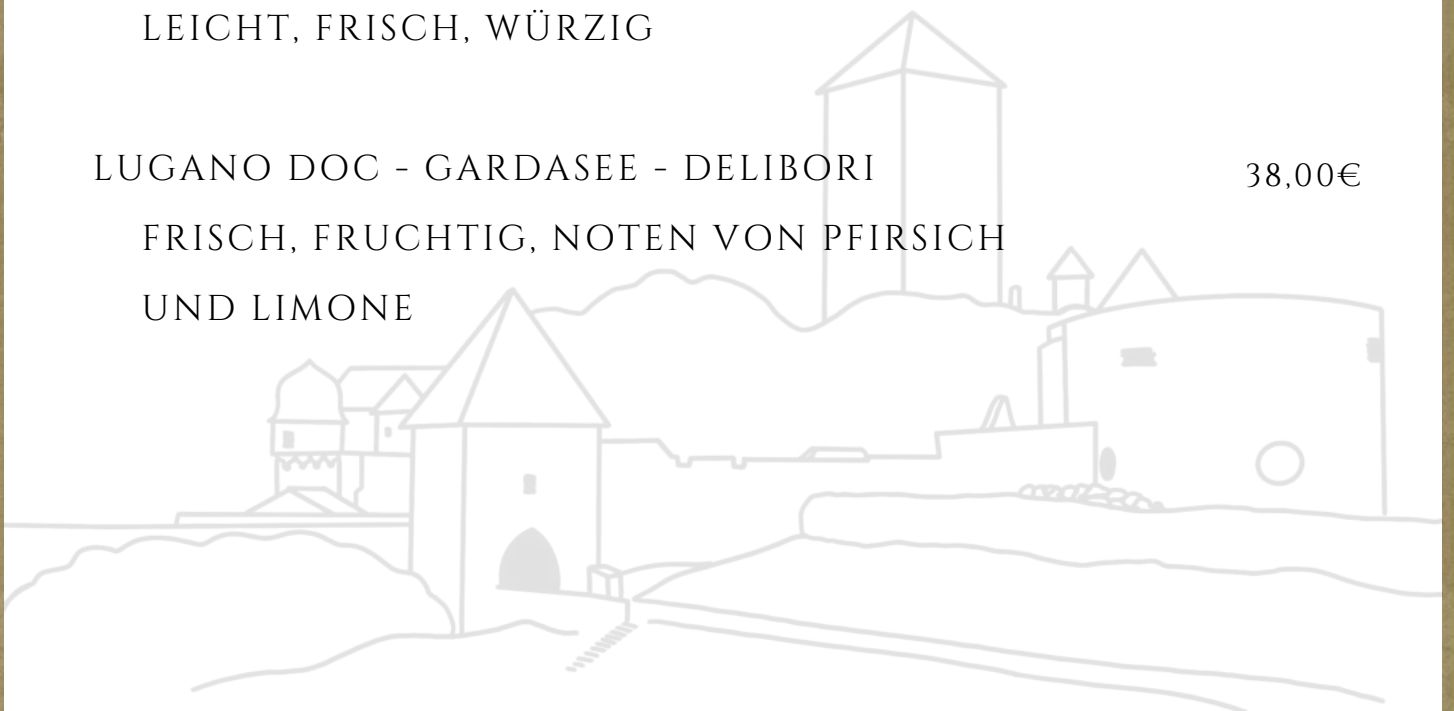 LEICHT, FRISCH, WÜRZIG
LUGANO DOC - GARDASEE - DELIBORI 38,00€
FRISCH, FRUCHTIG, NOTEN VON PFIRSICH
UND LIMONE